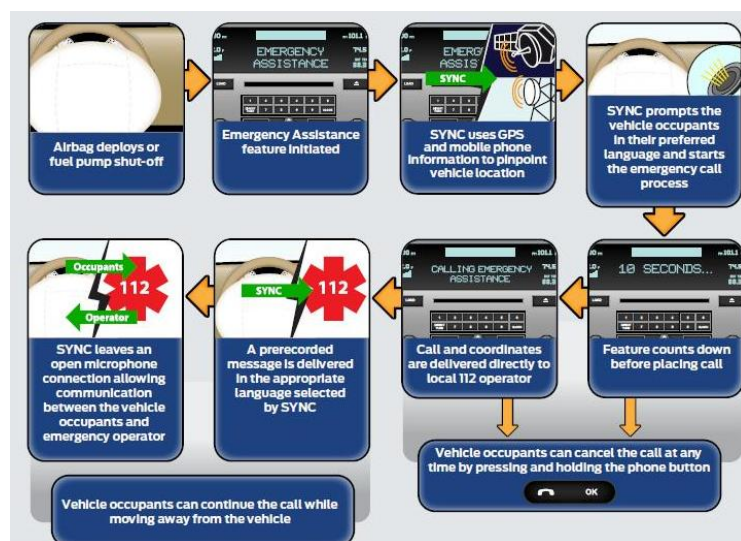 EMERGENCY
ASSISTANCE
SYNC
Airbag deploys or
fuel pump shut-off
Emergency Assistance
feature initiated
SYNC uses GPS
and mobile phone
information to pinpoint
vehicle location
SYNC prompts the
vehicle occupants
in their preferred
language and starts
the emergency call
process
10 SECONDS...
Feature counts down
before placing call
CALLING EMERGENCY
ASSISTANCE
Call and coordinates
are delivered directly to
local 112 operator
SYNC
112
A prerecorded
message is delivered
in the appropriate
language selected
by SYNC
Occupants
112
Operator
SYNC leaves an
open microphone
connection allowing
communication
between the vehicle
occupants and
emergency operator
Vehicle occupants can cancel the call at any
time by pressing and holding the phone button
OK
Vehicle occupants can continue the call while
moving away from the vehicle